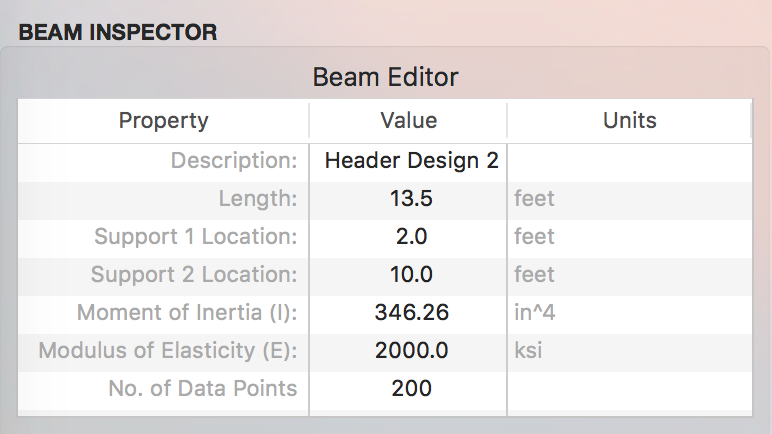 BEAM INSPECTOR
Beam Editor
Property Value Units
Description: Header Design 2
Length: 13.5 feet
Support 1 Location: 2.0 feet
Support 2 Location: 10.0 feet
Moment of Inertia (I): 346.26 in^4
Modulus of Elasticity (E): 2000.0 ksi
No. of Data Points 200